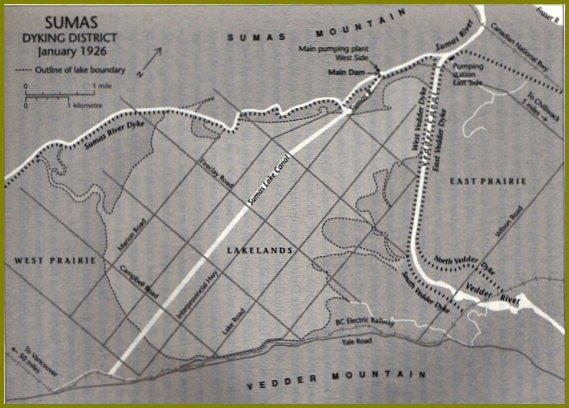 SUMAS
DYKING DISTRICT
January 1926
Outline of lake boundary
0 1 mile
0 1 kilometre
SUMAS MOUNTAIN
Main pumping plant
West Side
Main Dam
Sumas River
Fraser R.
Canadian National Rwy
Pumping
station
East Side
To Chilliwack
5 miles
Sumas River Dyke
West Vedder Dyke
VEDDER CANAL
East Vedder Dyke
Sumas Lake Canal
EAST PRAIRIE
Marion Road
Wilson Road
LAKELANDS
WEST PRAIRIE
Campbell Road
Interprovincial Hwy
Lake Road
North Vedder Dyke
South Vedder Dyke
Vedder River
BC Electric Railway
Yale Road
To Vancouver
50 miles
VEDDER MOUNTAIN